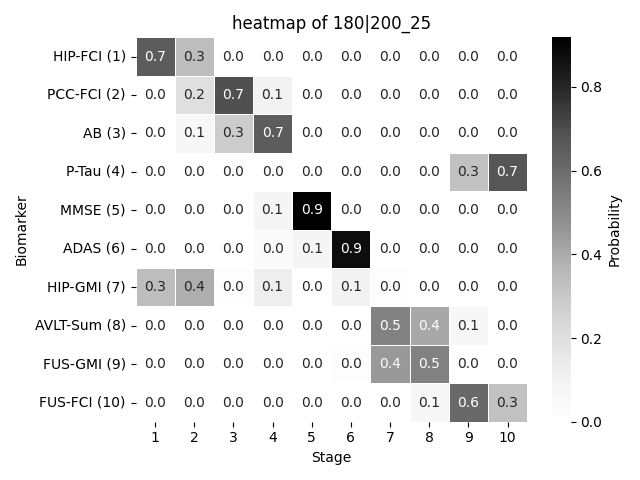 heatmap of 180|200_25
HIP-FCI (1) 0.7 0.3 0.0 0.0 0.0 0.0 0.0 0.0 0.0 0.0
PCC-FCI (2) 0.0 0.2 0.7 0.1 0.0 0.0 0.0 0.0 0.0 0.0
AB (3) 0.0 0.1 0.3 0.7 0.0 0.0 0.0 0.0 0.0 0.0
P-Tau (4) 0.0 0.0 0.0 0.0 0.0 0.0 0.0 0.0 0.3 0.7
MMSE (5) 0.0 0.0 0.0 0.1 0.9 0.0 0.0 0.0 0.0 0.0
ADAS (6) 0.0 0.0 0.0 0.0 0.1 0.9 0.0 0.0 0.0 0.0
HIP-GMI (7) 0.3 0.4 0.0 0.1 0.0 0.1 0.0 0.0 0.0 0.0
AVLT-Sum (8) 0.0 0.0 0.0 0.0 0.0 0.0 0.5 0.4 0.1 0.0
FUS-GMI (9) 0.0 0.0 0.0 0.0 0.0 0.0 0.4 0.5 0.0 0.0
FUS-FCI (10) 0.0 0.0 0.0 0.0 0.0 0.0 0.0 0.1 0.6 0.3
1 2 3 4 5 6 7 8 9 10
Stage
Biomarker
0.8
0.6
0.4
0.2
0.0
Probability